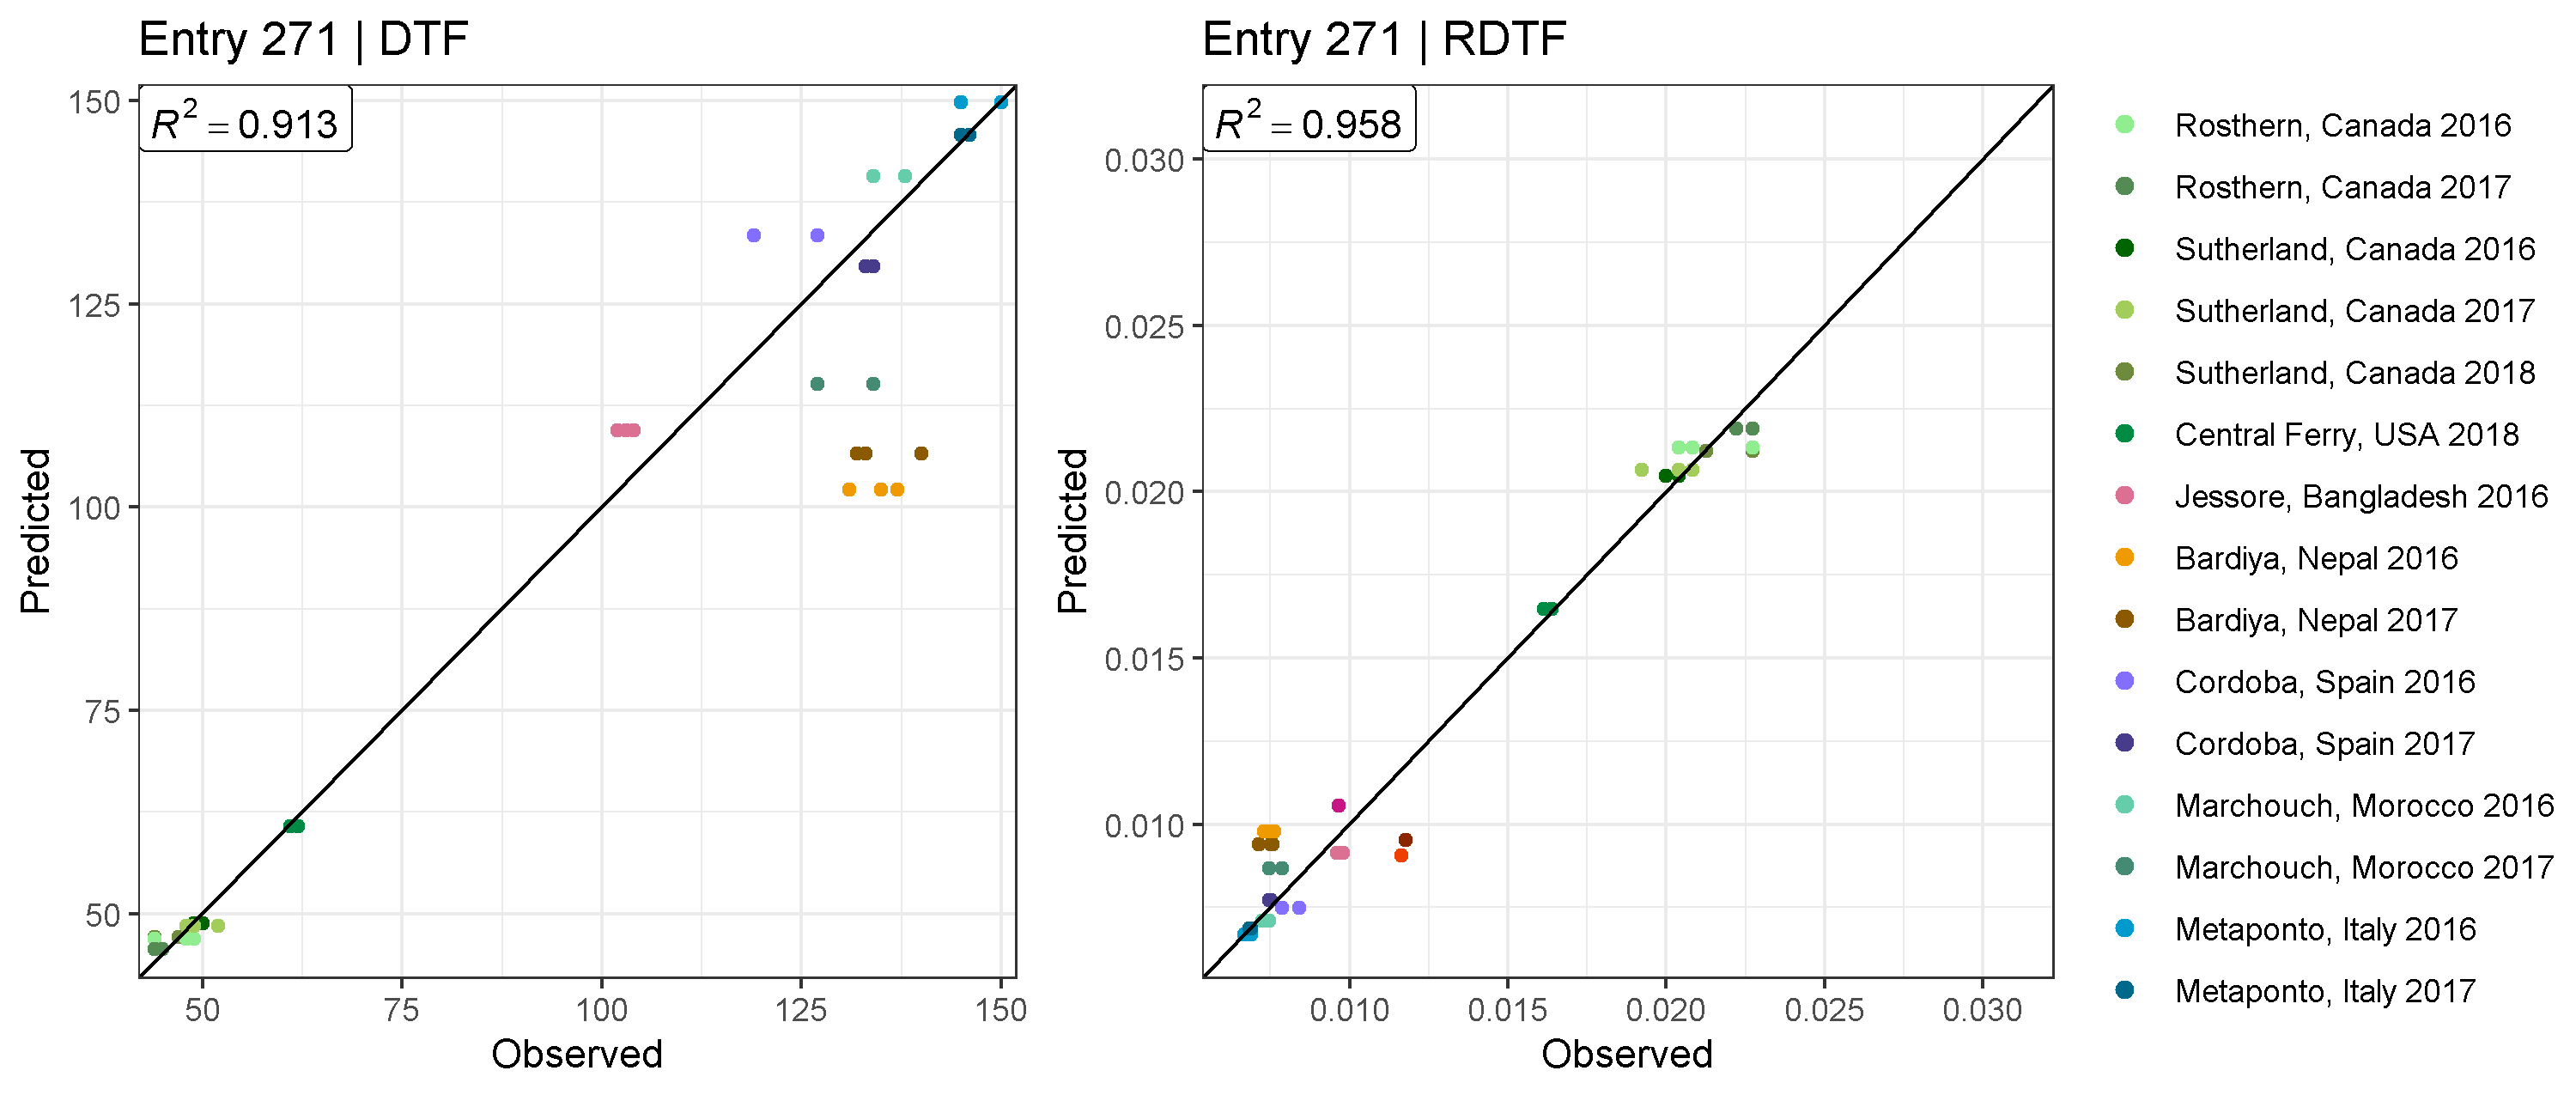 Entry 271 | DTF
R² = 0.913
150
125
100
75
50
Predicted
50
75
100
125
150
Observed
Entry 271 | RDTF
R² = 0.958
0.030
0.025
0.020
0.015
0.010
Predicted
0.010
0.015
0.020
0.025
0.030
Observed
Rosthern, Canada 2016
Rosthern, Canada 2017
Sutherland, Canada 2016
Sutherland, Canada 2017
Sutherland, Canada 2018
Central Ferry, USA 2018
Jessore, Bangladesh 2016
Bardiya, Nepal 2016
Bardiya, Nepal 2017
Cordoba, Spain 2016
Cordoba, Spain 2017
Marchouch, Morocco 2016
Marchouch, Morocco 2017
Metaponto, Italy 2016
Metaponto, Italy 2017